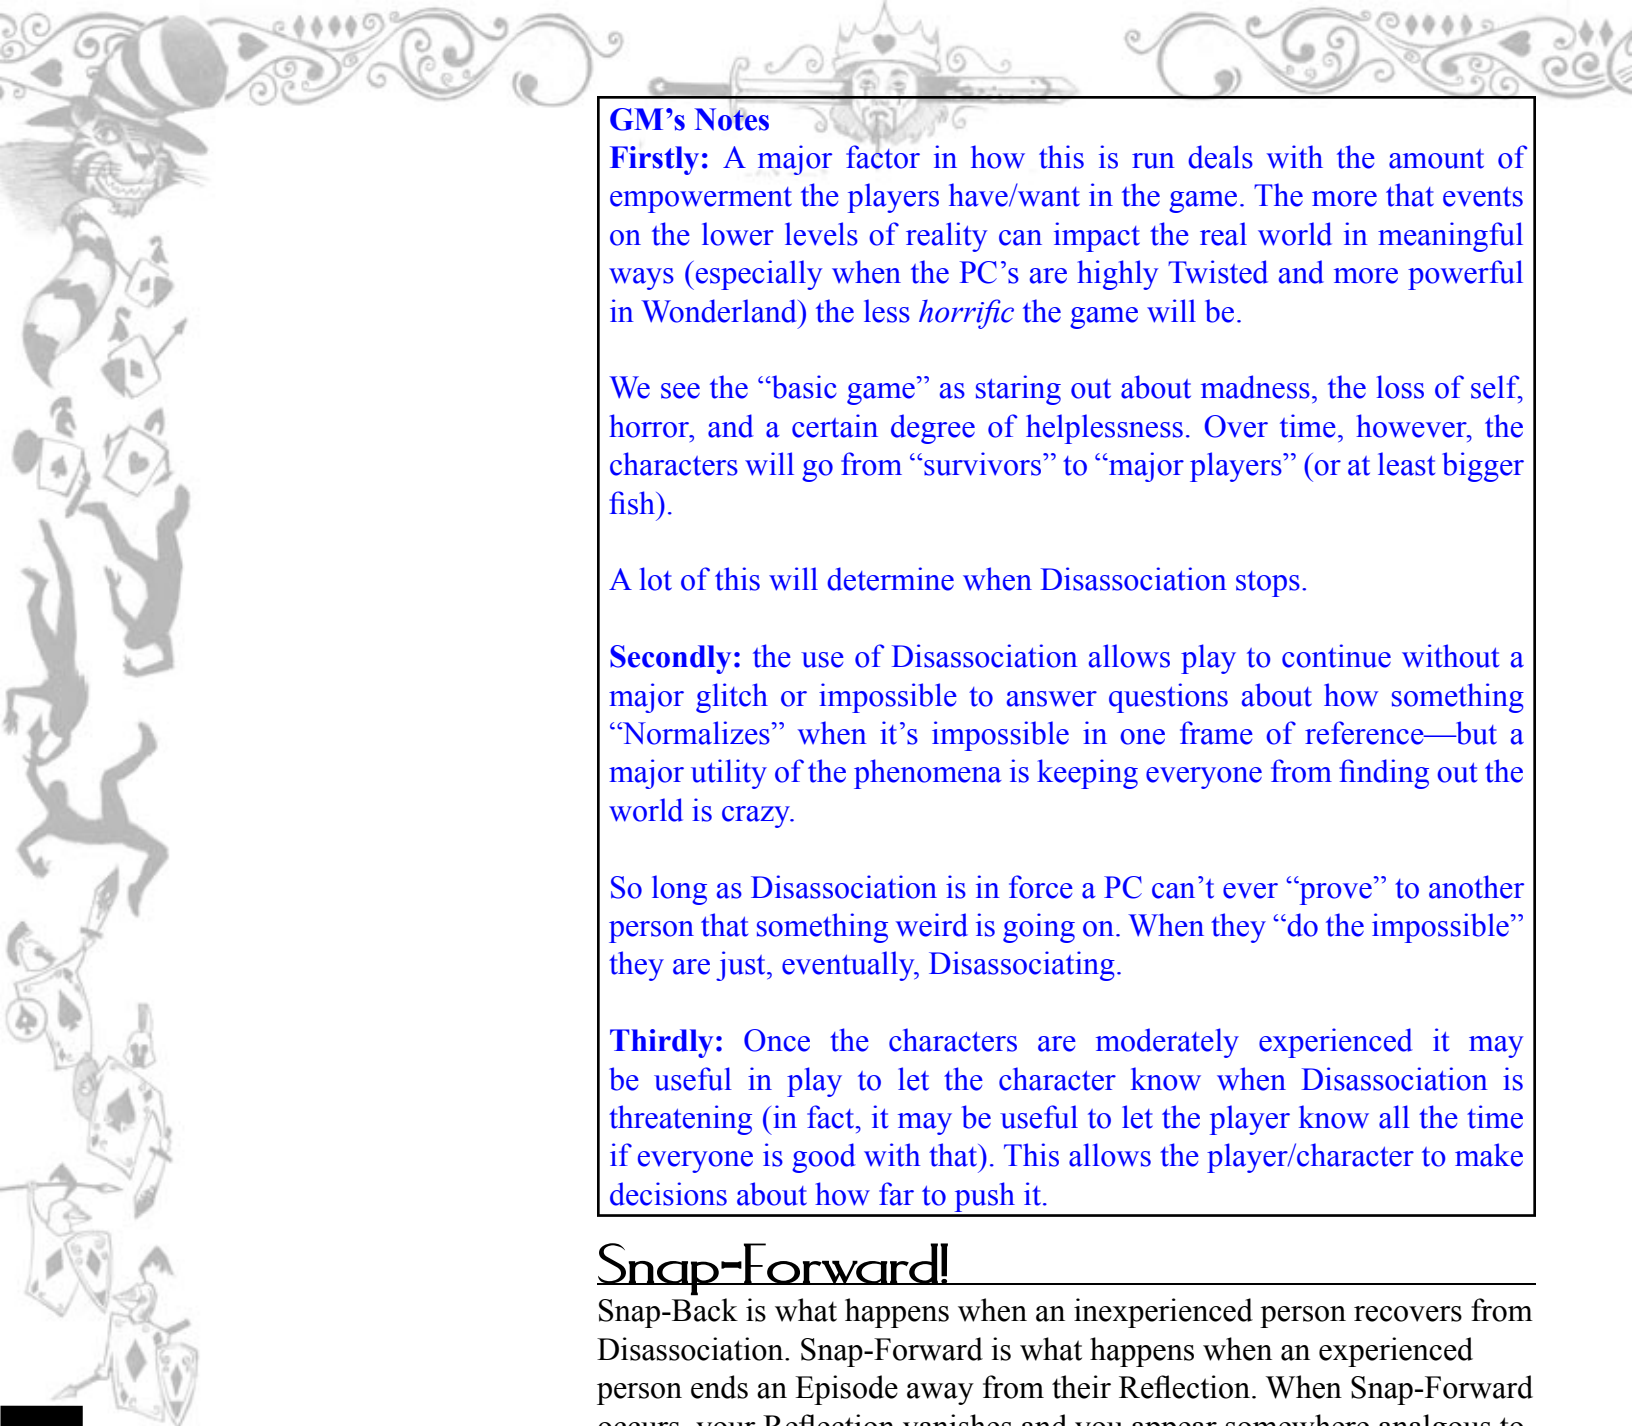 GM’s Notes
Firstly: A major factor in how this is run deals with the amount of
empowerment the players have/want in the game. The more that events
on the lower levels of reality can impact the real world in meaningful
ways (especially when the PC’s are highly Twisted and more powerful
in Wonderland) the less horrific the game will be.
We see the “basic game” as staring out about madness, the loss of self,
horror, and a certain degree of helplessness. Over time, however, the
characters will go from “survivors” to “major players” (or at least bigger
fish).
A lot of this will determine when Disassociation stops.
Secondly: the use of Disassociation allows play to continue without a
major glitch or impossible to answer questions about how something
“Normalizes” when it’s impossible in one frame of reference—but a
major utility of the phenomena is keeping everyone from finding out the
world is crazy.
So long as Disassociation is in force a PC can’t ever “prove” to another
person that something weird is going on. When they “do the impossible”
they are just, eventually, Disassociating.
Thirdly: Once the characters are moderately experienced it may
be useful in play to let the character know when Disassociation is
threatening (in fact, it may be useful to let the player know all the time
if everyone is good with that). This allows the player/character to make
decisions about how far to push it.
Snap-Forward!
Snap-Back is what happens when an inexperienced person recovers from
Disassociation. Snap-Forward is what happens when an experienced
person ends an Episode away from their Reflection. When Snap-Forward
occurs, your Reflection vanishes and you appear somewhere analgous to